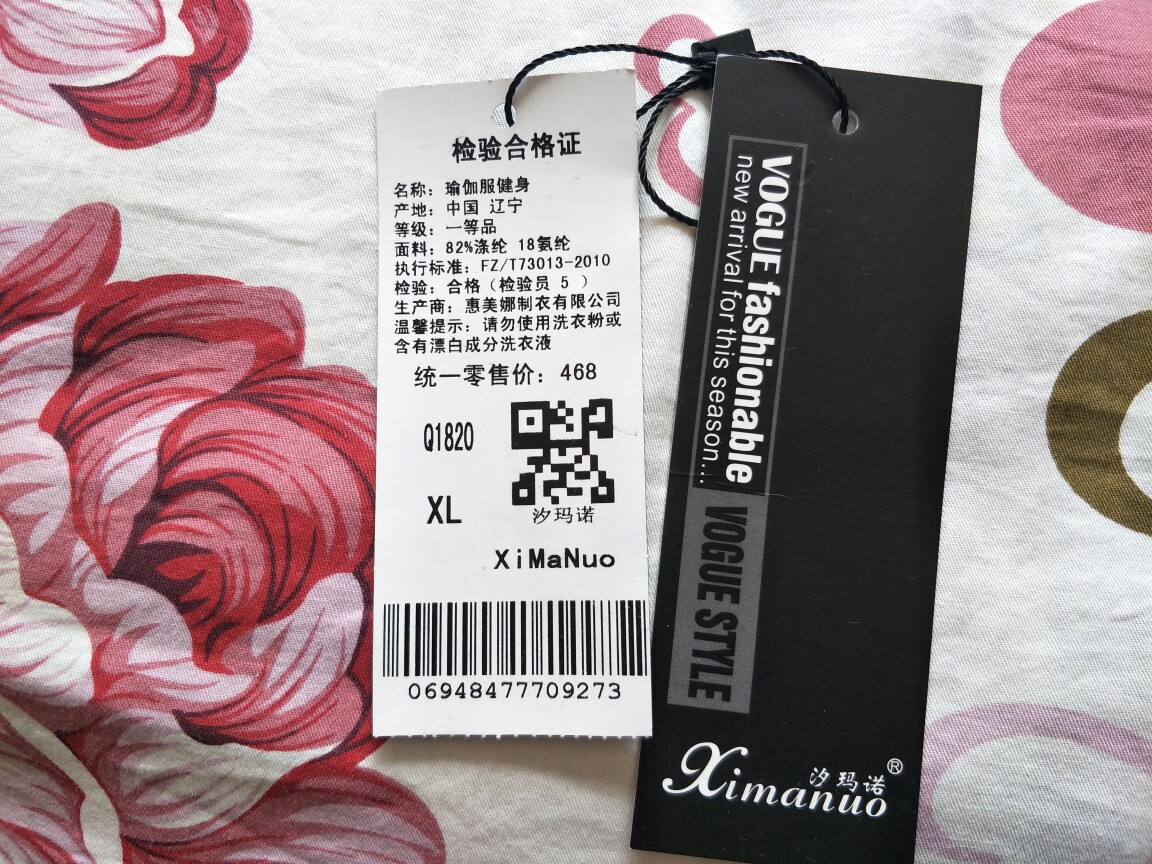 检验合格证
名称：瑜伽服健身
产地：中国 辽宁
等级：一等品
面料：82%涤纶 18氨纶
执行标准：FZ/T73013-2010
检验：合格（检验员 5 ）
生产商：惠美娜制衣有限公司
温馨提示：请勿使用洗衣粉或
含有漂白成分洗衣液
统一零售价：468
Q1820
XL
汐玛诺
XiMaNuo
06948477709273
VOGUE fashionable
new arrival for this season...
VOGUE STYLE
汐玛诺®
Ximanuo